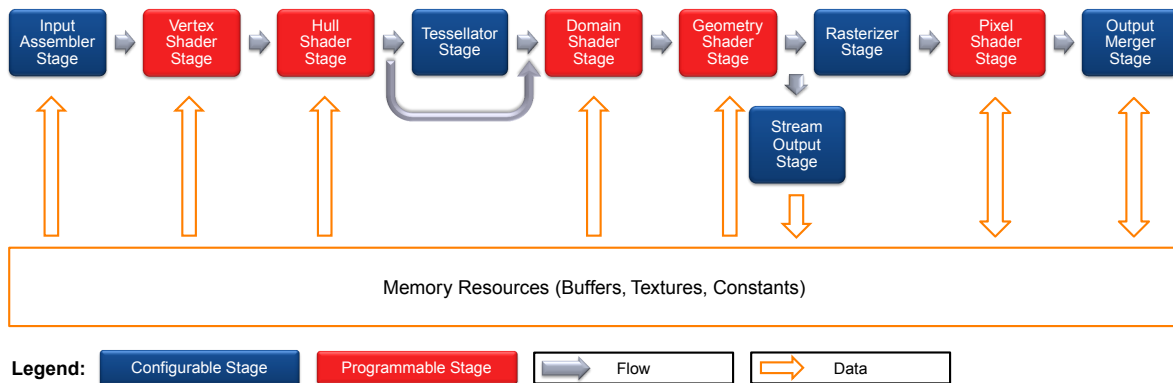 Input
Assembler
Stage
Vertex
Shader
Stage
Hull
Shader
Stage
Tessellator
Stage
Domain
Shader
Stage
Geometry
Shader
Stage
Rasterizer
Stage
Pixel
Shader
Stage
Output
Merger
Stage
Stream
Output
Stage
Memory Resources (Buffers, Textures, Constants)
Legend:
Configurable Stage
Programmable Stage
Flow
Data